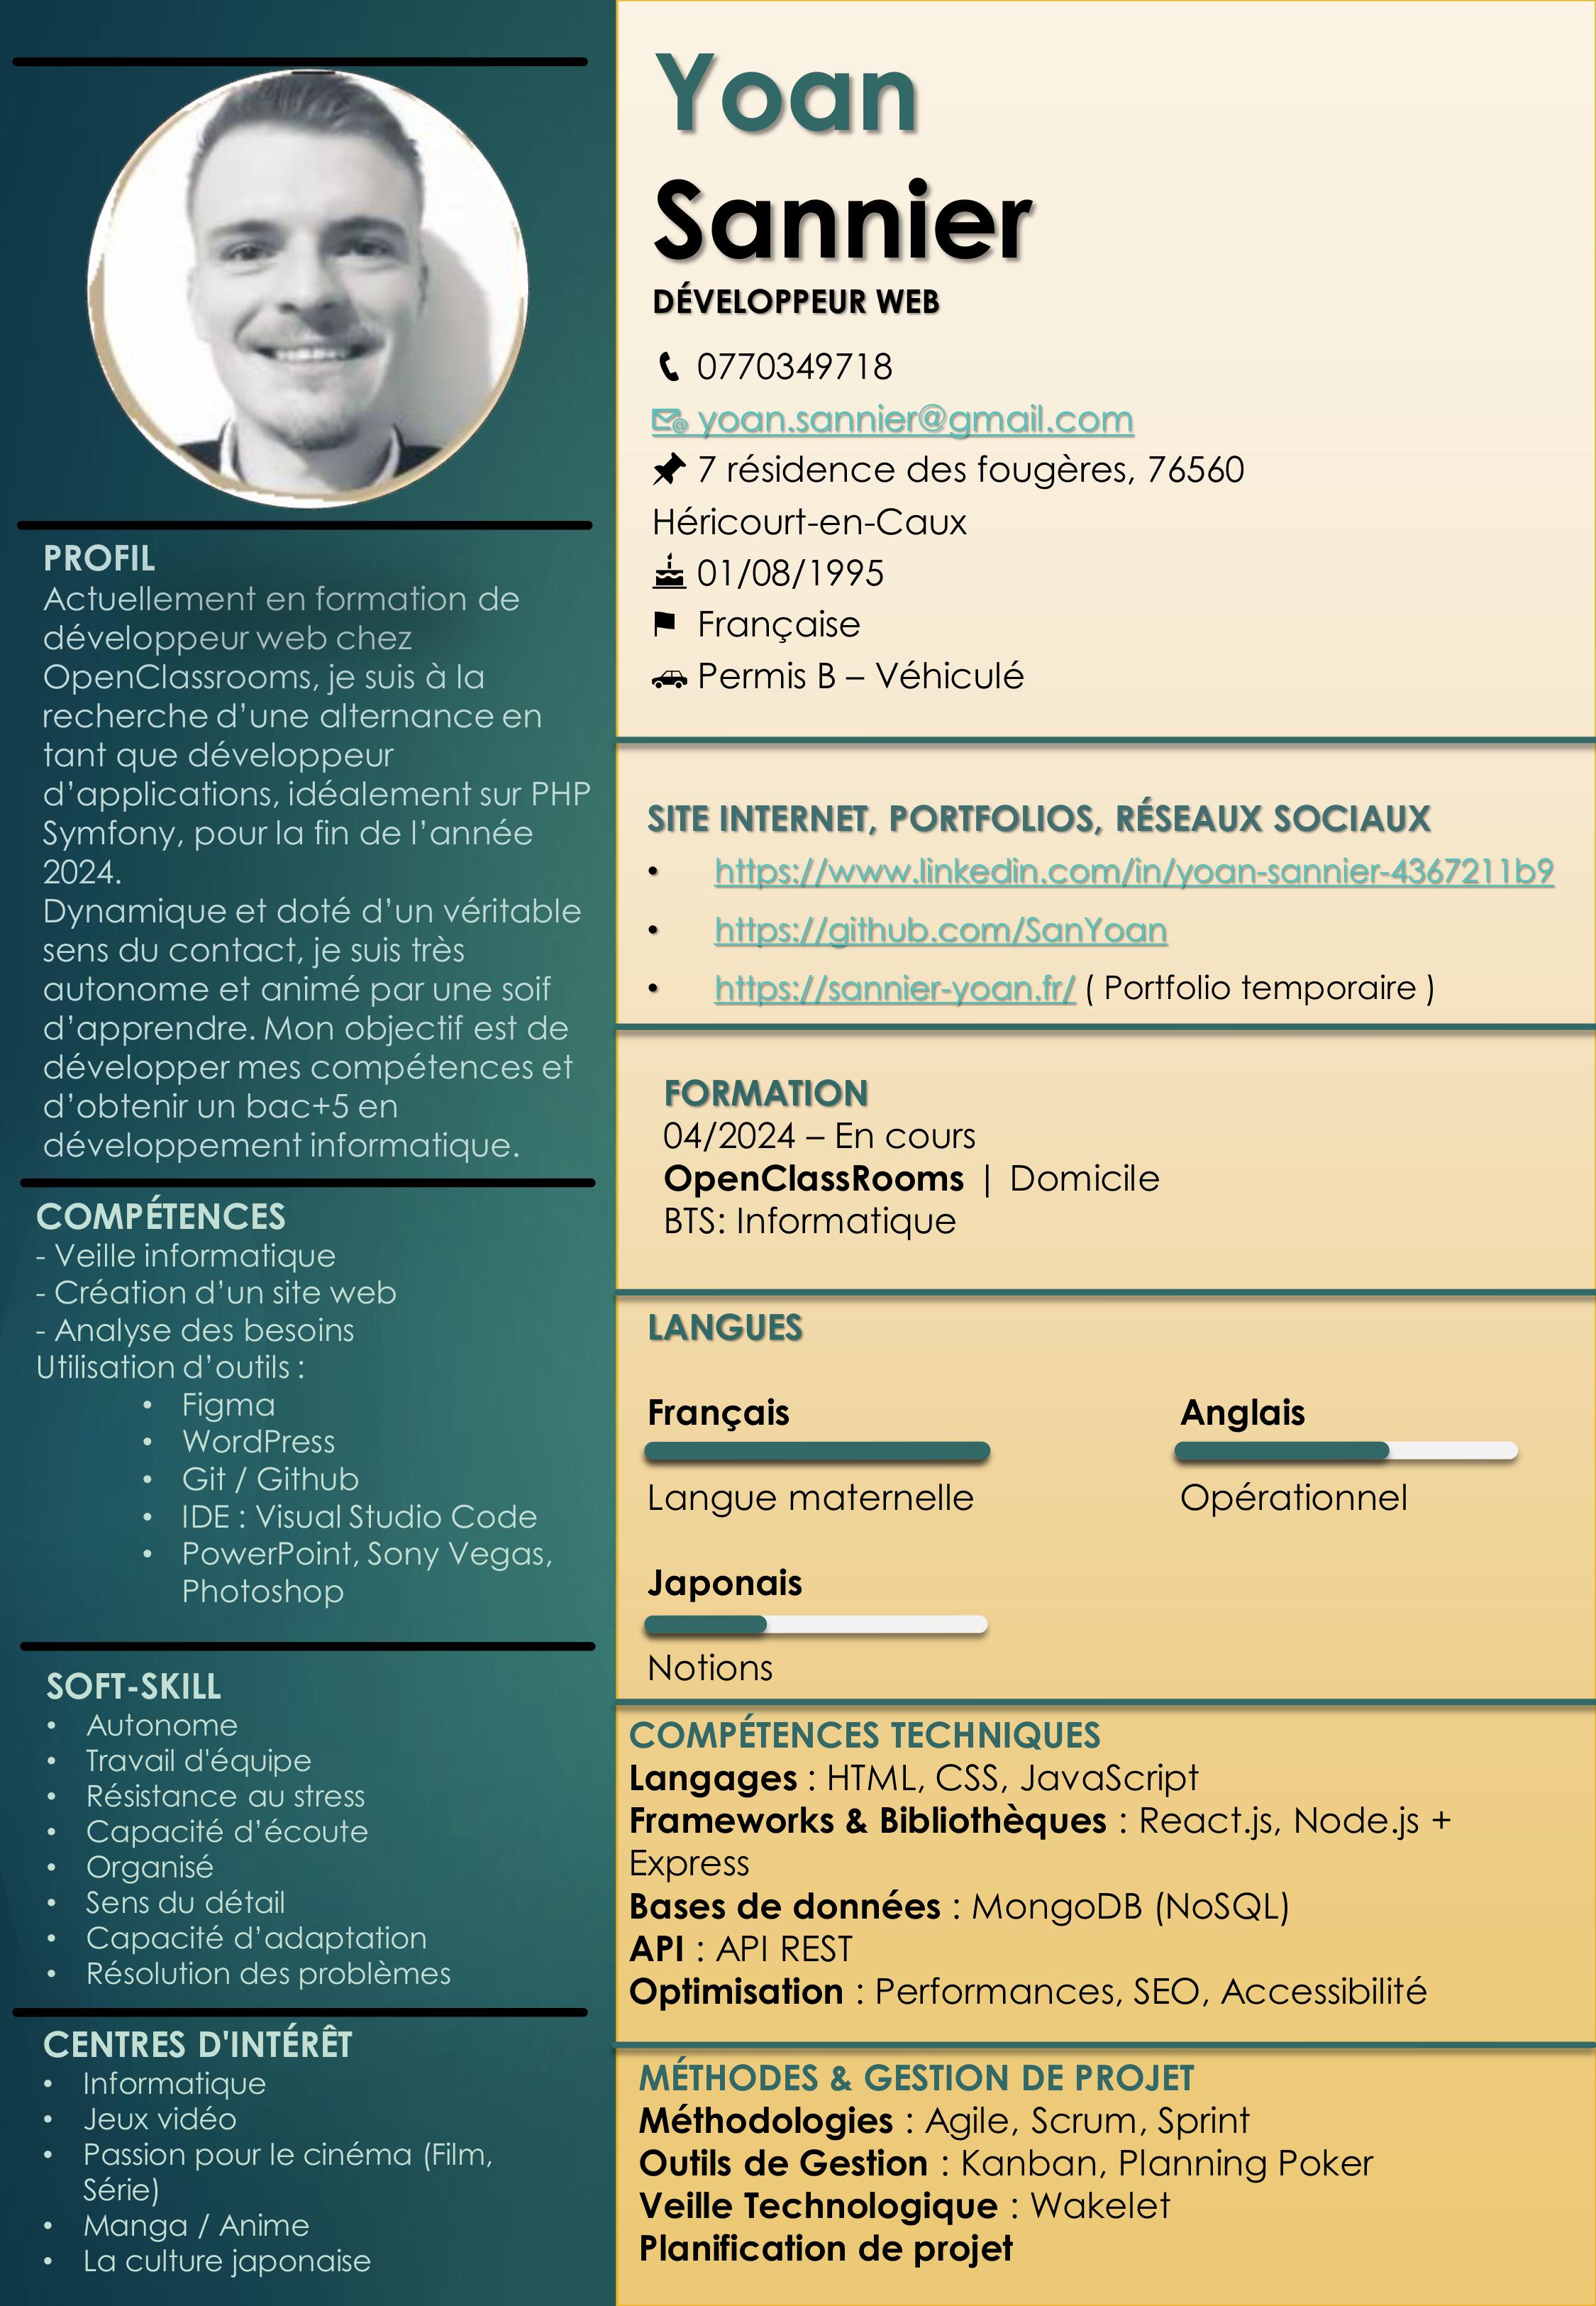 Yoan
Sannier
DÉVELOPPEUR WEB
0770349718
yoan.sannier@gmail.com
7 résidence des fougères, 76560
Héricourt-en-Caux
01/08/1995
Française
Permis B – Véhiculé
PROFIL
Actuellement en formation de
développeur web chez
OpenClassrooms, je suis à la
recherche d’une alternance en
tant que développeur
d’applications, idéalement sur PHP
Symfony, pour la fin de l’année
2024.
Dynamique et doté d’un véritable
sens du contact, je suis très
autonome et animé par une soif
d’apprendre. Mon objectif est de
développer mes compétences et
d’obtenir un bac+5 en
développement informatique.
COMPÉTENCES
- Veille informatique
- Création d’un site web
- Analyse des besoins
Utilisation d’outils :
• Figma
• WordPress
• Git / Github
• IDE : Visual Studio Code
• PowerPoint, Sony Vegas,
Photoshop
SOFT-SKILL
• Autonome
• Travail d'équipe
• Résistance au stress
• Capacité d’écoute
• Organisé
• Sens du détail
• Capacité d’adaptation
• Résolution des problèmes
CENTRES D'INTÉRÊT
• Informatique
• Jeux vidéo
• Passion pour le cinéma (Film,
Série)
• Manga / Anime
• La culture japonaise
SITE INTERNET, PORTFOLIOS, RÉSEAUX SOCIAUX
• https://www.linkedin.com/in/yoan-sannier-4367211b9
• https://github.com/SanYoan
• https://sannier-yoan.fr/ ( Portfolio temporaire )
FORMATION
04/2024 – En cours
OpenClassRooms | Domicile
BTS: Informatique
LANGUES
Français
Langue maternelle
Anglais
Opérationnel
Japonais
Notions
COMPÉTENCES TECHNIQUES
Langages : HTML, CSS, JavaScript
Frameworks & Bibliothèques : React.js, Node.js +
Express
Bases de données : MongoDB (NoSQL)
API : API REST
Optimisation : Performances, SEO, Accessibilité
MÉTHODES & GESTION DE PROJET
Méthodologies : Agile, Scrum, Sprint
Outils de Gestion : Kanban, Planning Poker
Veille Technologique : Wakelet
Planification de projet